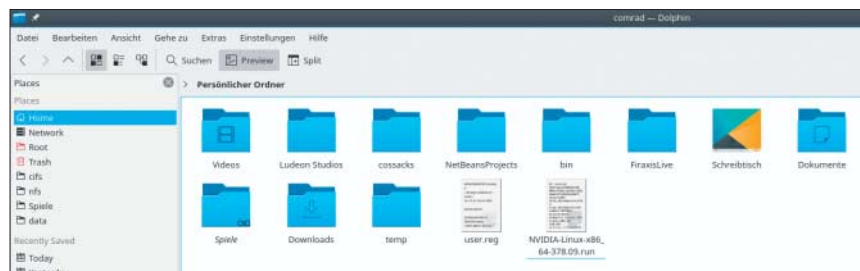 comrad — Dolphin
Datei Bearbeiten Ansicht Gehe zu Extras Einstellungen Hilfe
Suchen Preview Split
Places
> Persönlicher Ordner
Places
Home
Network
Root
Trash
cifs
nfs
Spiele
data
Recently Saved
Today
Videos Ludeon Studios cossacks NetBeansProjects bin FiraxisLive Schreibtisch Dokumente
Spiele Downloads temp user.reg NVIDIA-Linux-x86_
64-378.09.run